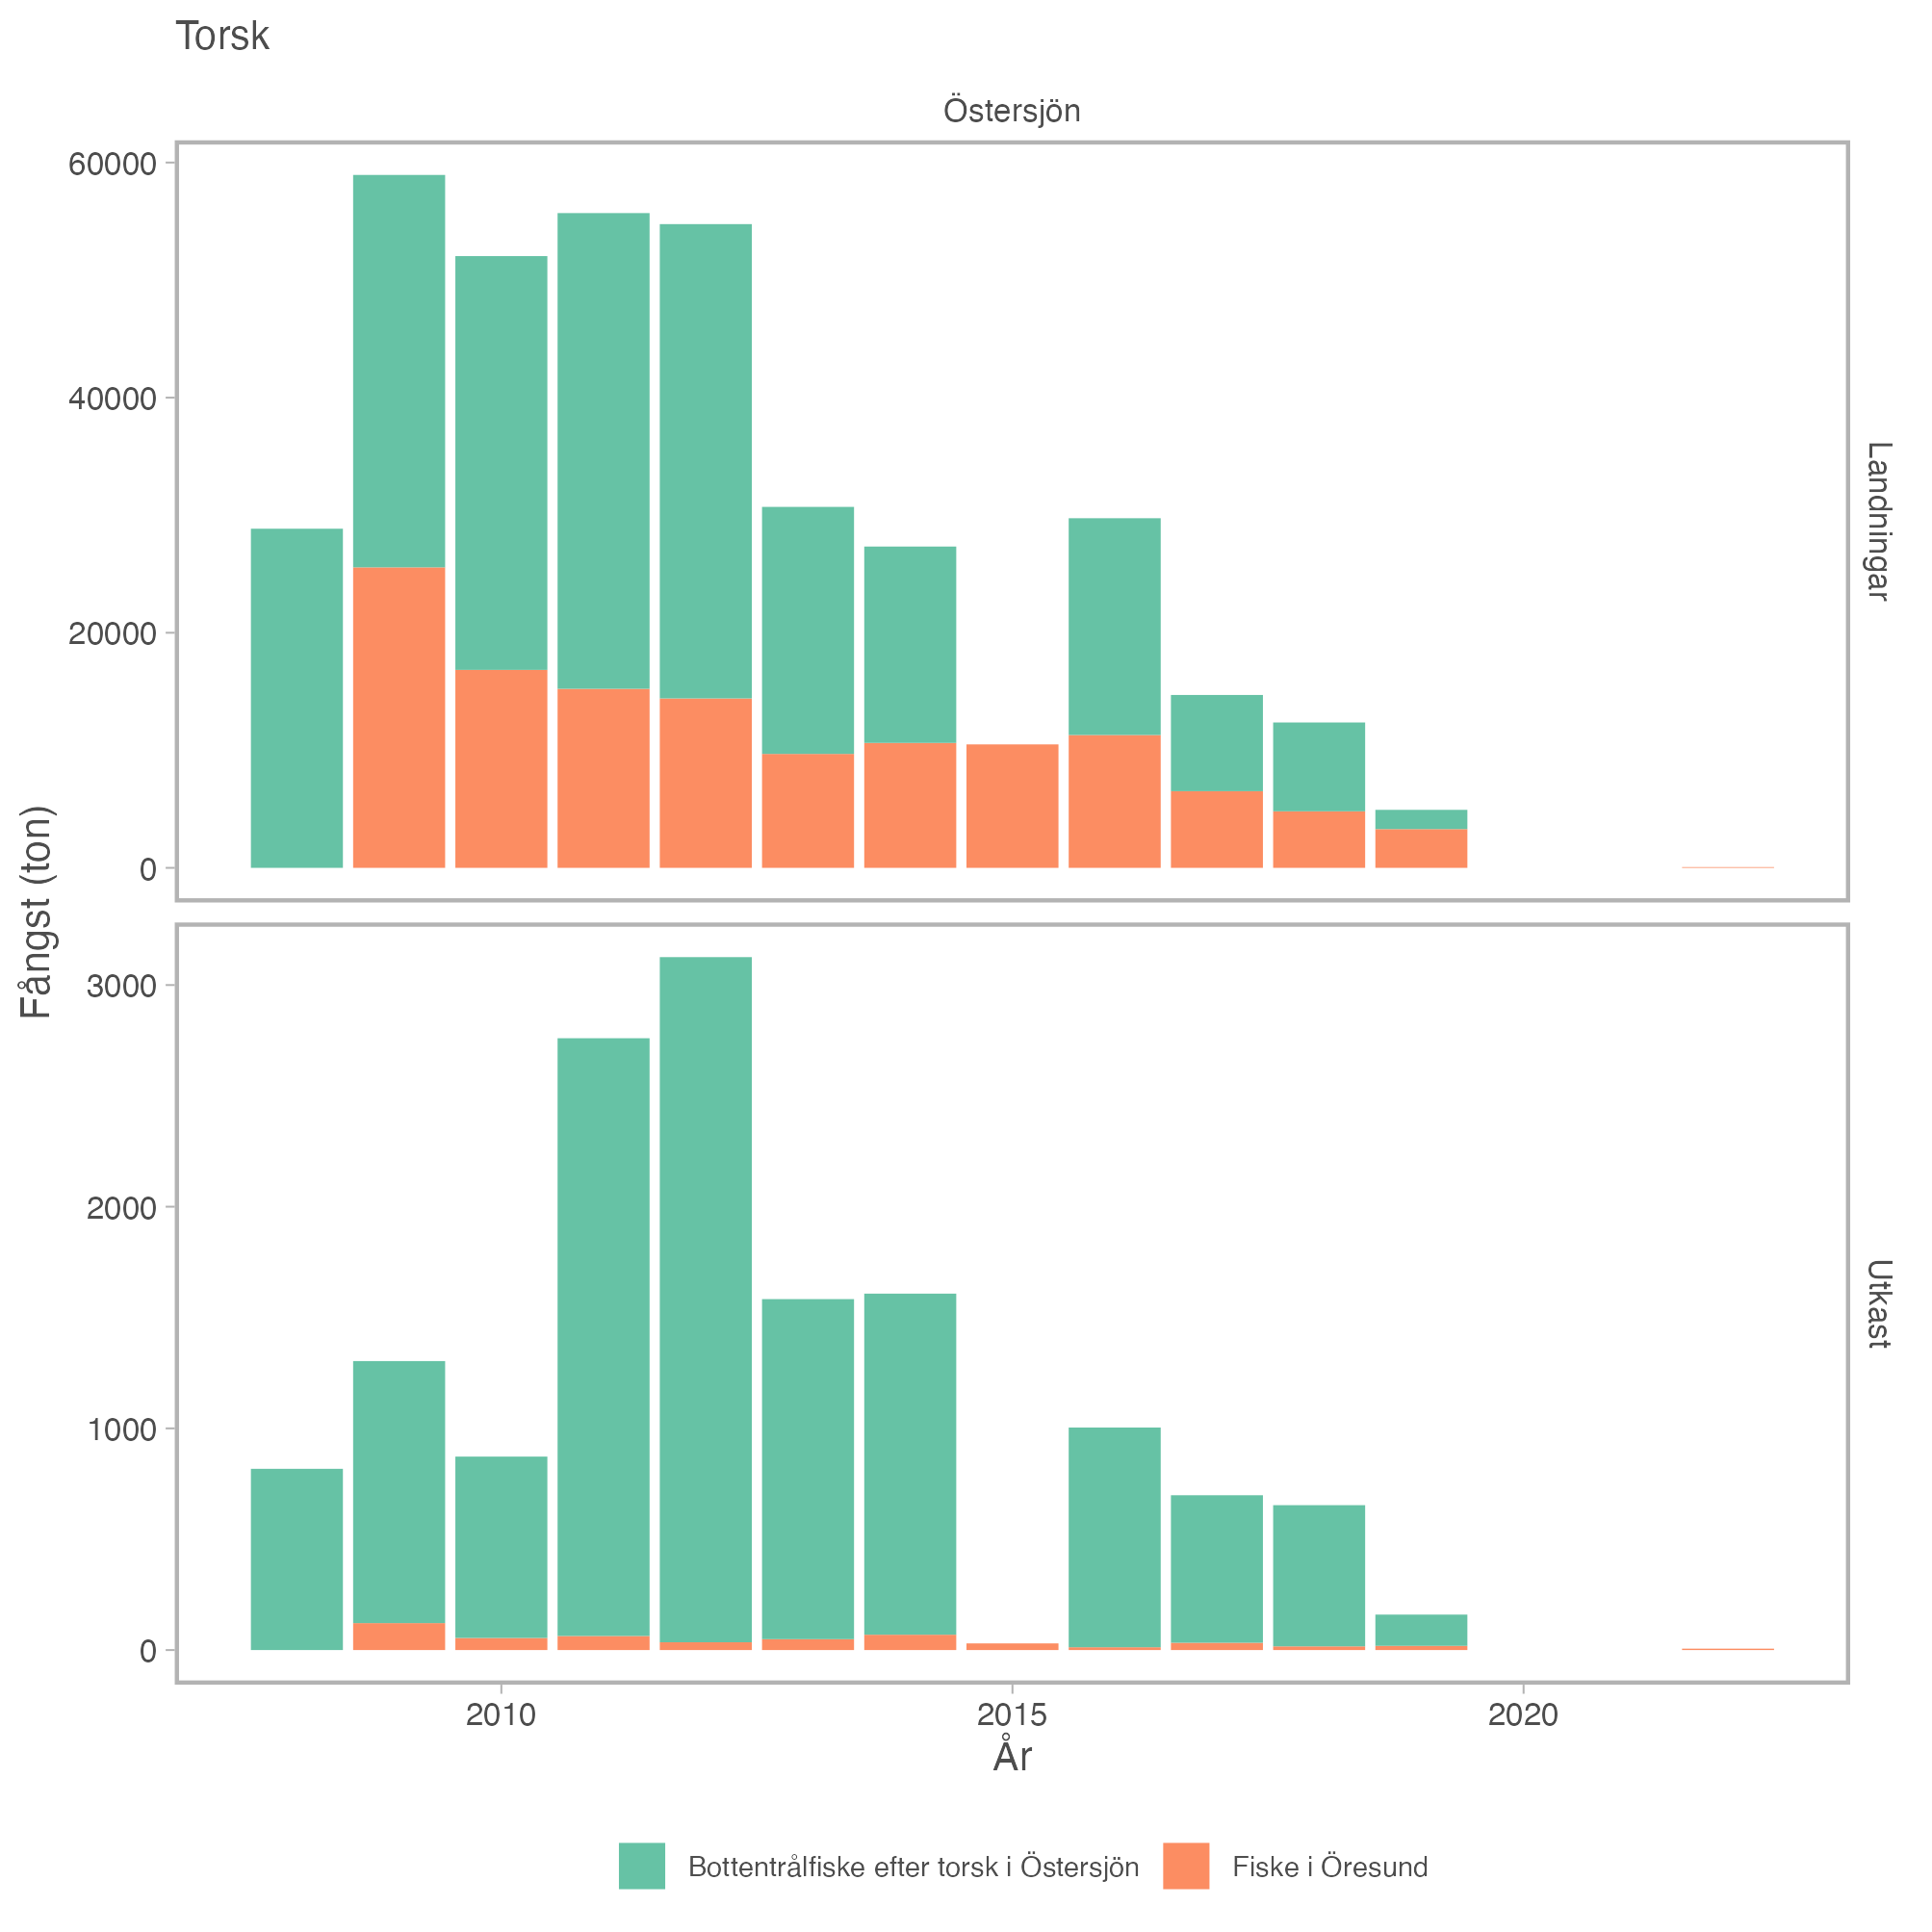 Torsk
Östersjön
60000
40000
20000
0
Landningar
Fångst (ton)
3000
2000
1000
0
Utkast
2010 2015 2020
År
Bottentrålfiske efter torsk i Östersjön Fiske i Öresund